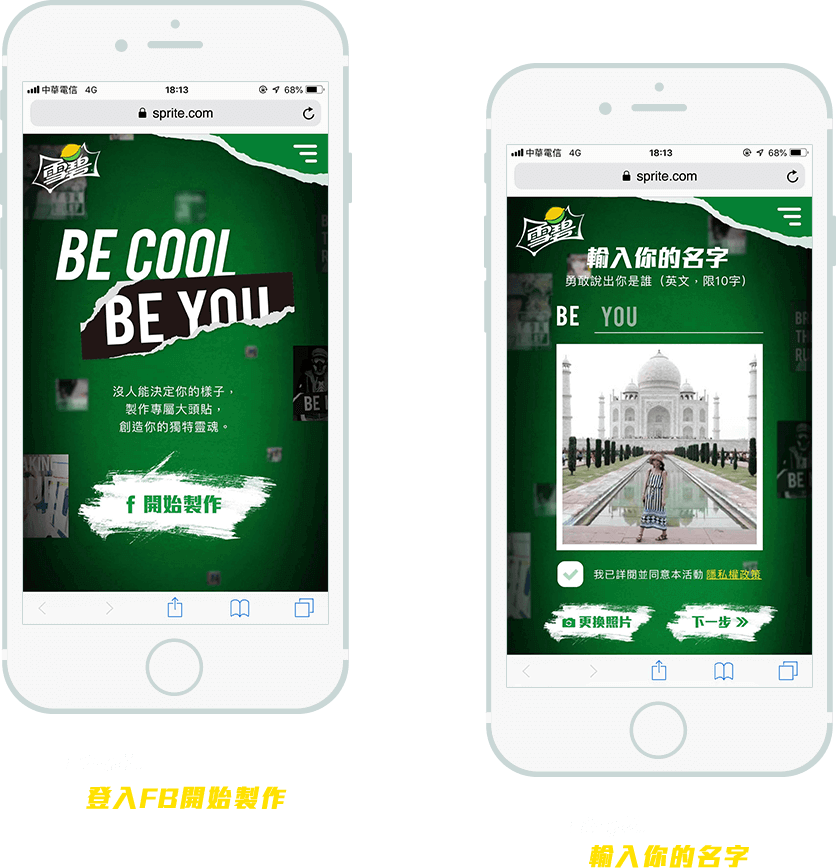 中華電信 4G 18:13 68%
sprite.com
雪碧
BE COOL
BE YOU
沒人能決定你的樣子，
製作專屬大頭貼，
創造你的獨特靈魂。
f 開始製作
登入FB開始製作
中華電信 4G 18:13 68%
sprite.com
雪碧
輸入你的名字
勇敢說出你是誰（英文，限10字）
BE YOU
我已詳閱並同意本活動 隱私權政策
更換照片
下一步
輸入你的名字